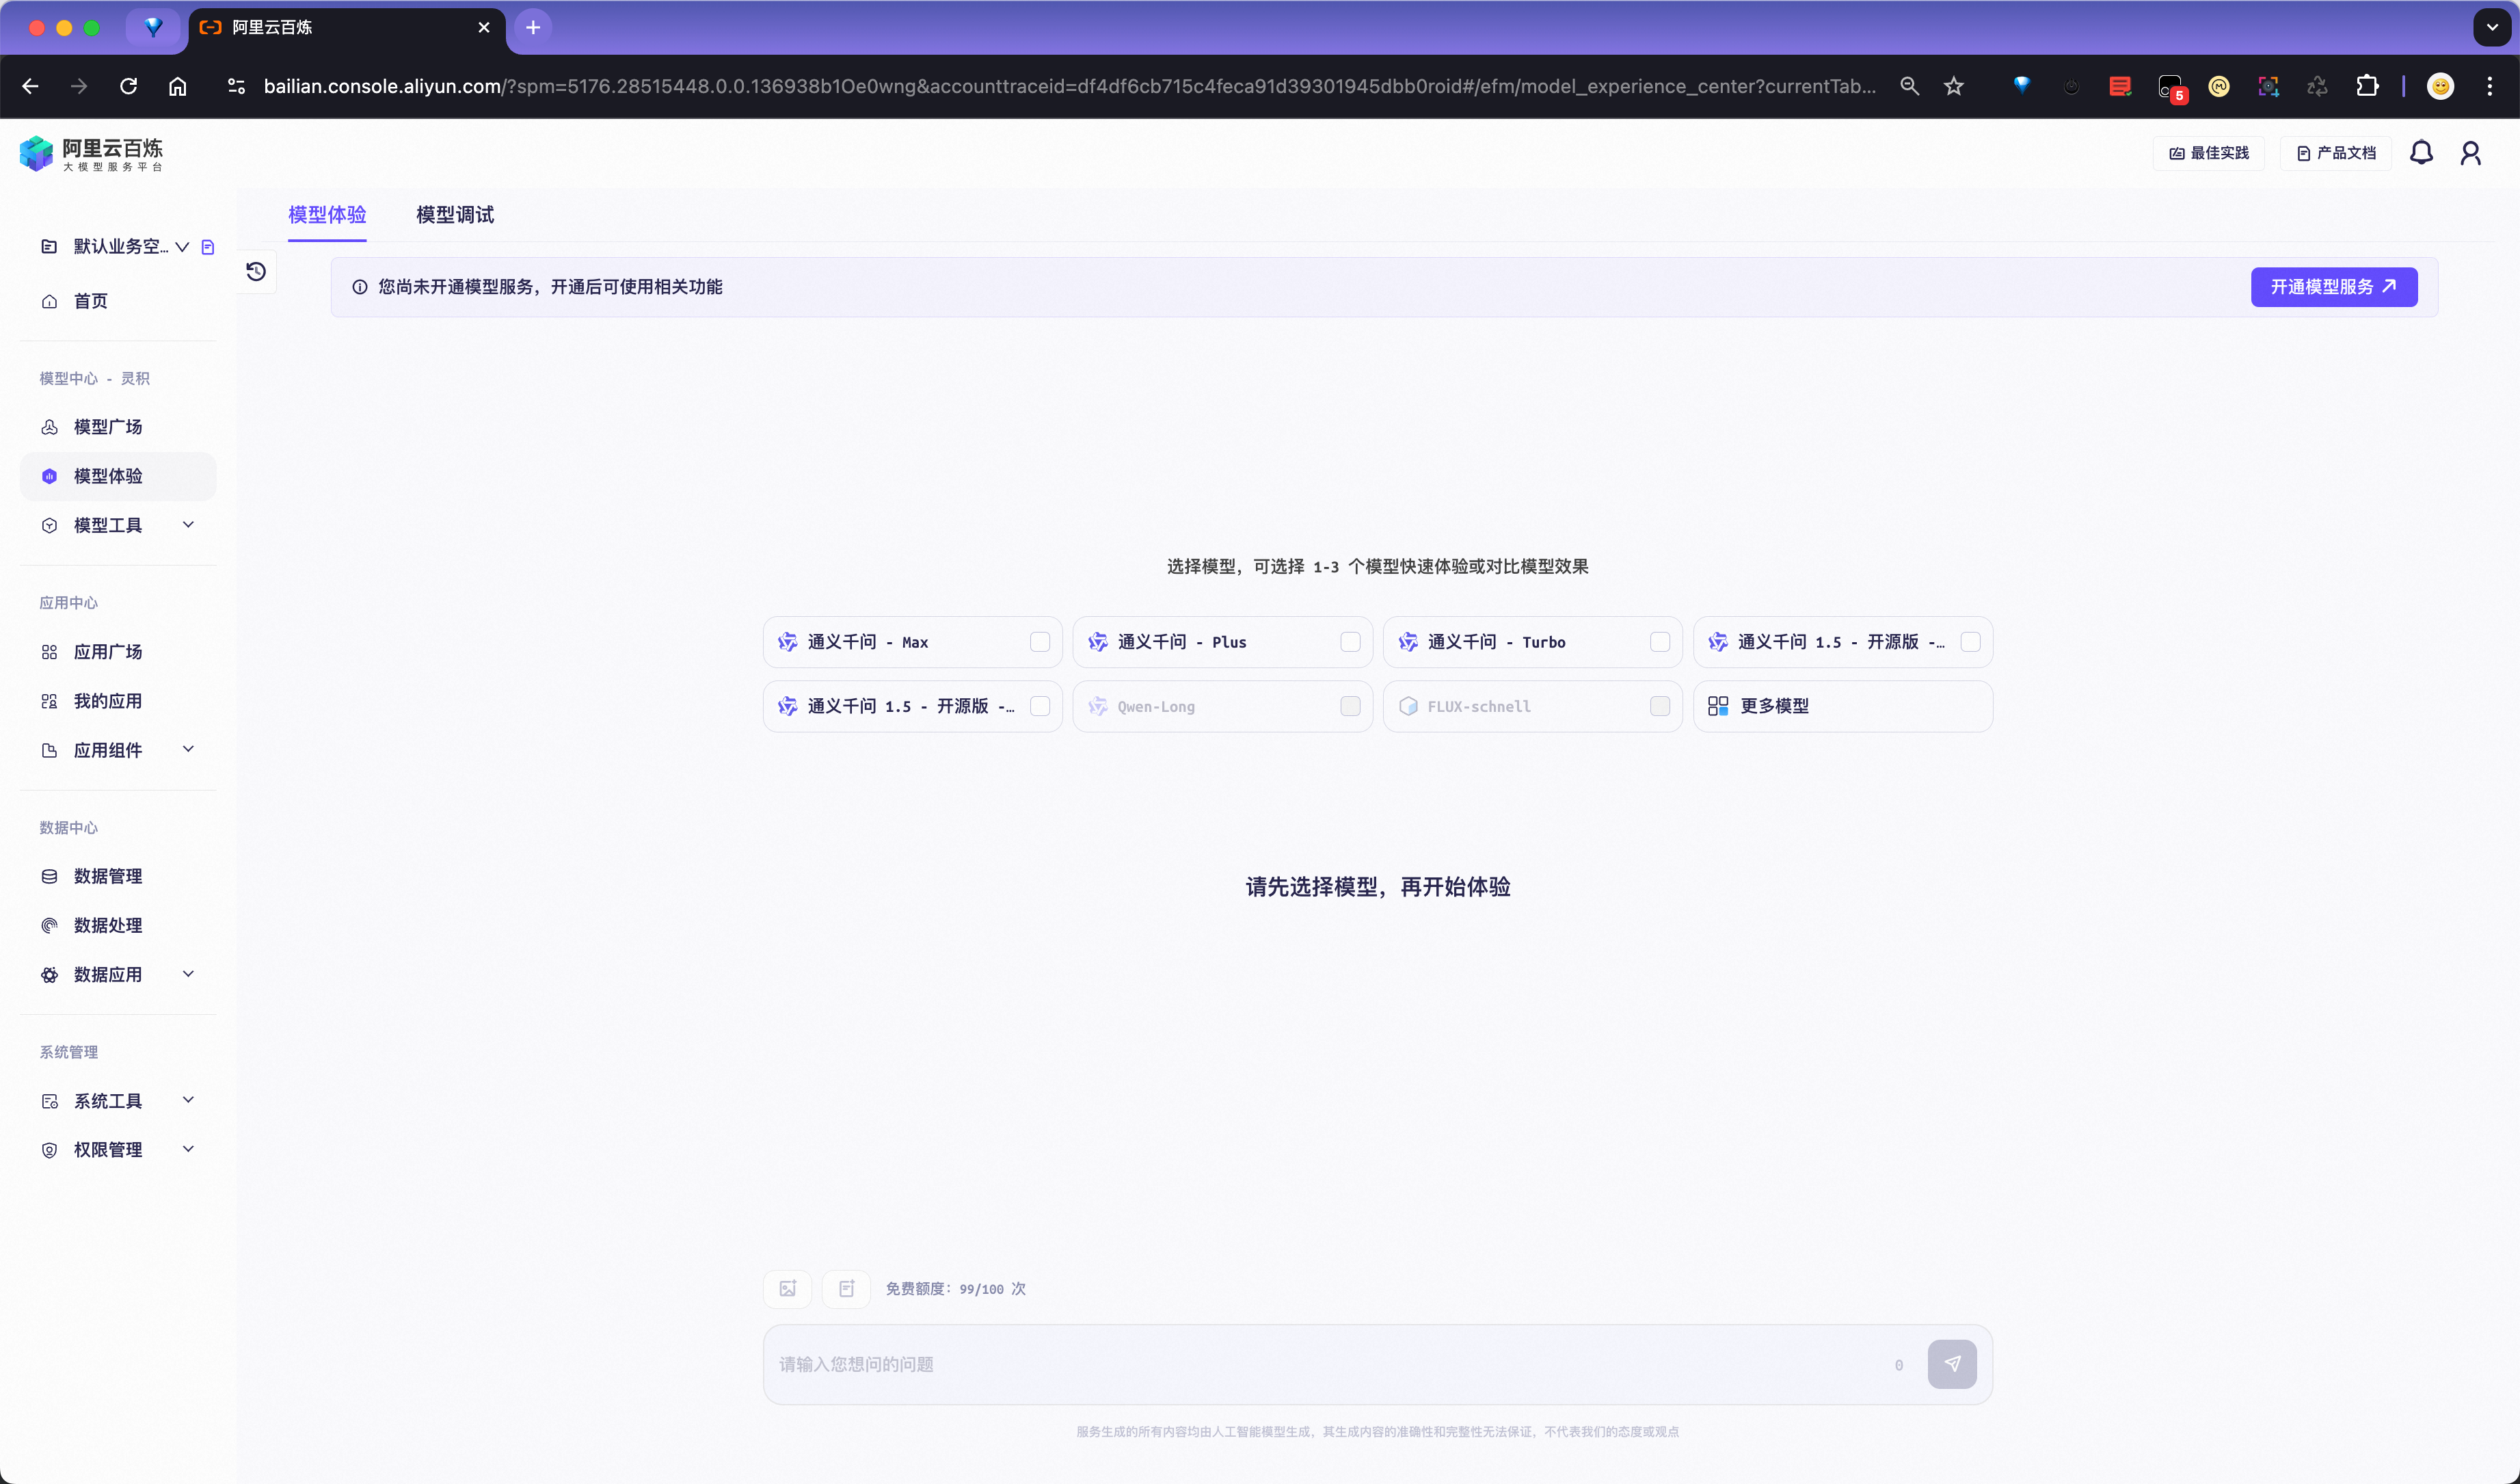 阿里云百炼
bailian.console.aliyun.com/?spm=5176.28515448.0.0.136938b1Oe0wng&accounttraceid=df4df6cb715c4feca91d39301945dbb0roid#/efm/model_experience_center?currentTab...
5
阿里云百炼
大模型服务平台
最佳实践
产品文档
默认业务空...
首页
模型中心 - 灵积
模型广场
模型体验
模型工具
应用中心
应用广场
我的应用
应用组件
数据中心
数据管理
数据处理
数据应用
系统管理
系统工具
权限管理
模型体验
模型调试
您尚未开通模型服务，开通后可使用相关功能
开通模型服务
选择模型，可选择 1-3 个模型快速体验或对比模型效果
通义千问 - Max
通义千问 - Plus
通义千问 - Turbo
通义千问 1.5 - 开源版 -…
通义千问 1.5 - 开源版 -…
Qwen-Long
FLUX-schnell
更多模型
请先选择模型，再开始体验
免费额度：99/100 次
请输入您想问的问题
0
服务生成的所有内容均由人工智能模型生成，其生成内容的准确性和完整性无法保证，不代表我们的态度或观点